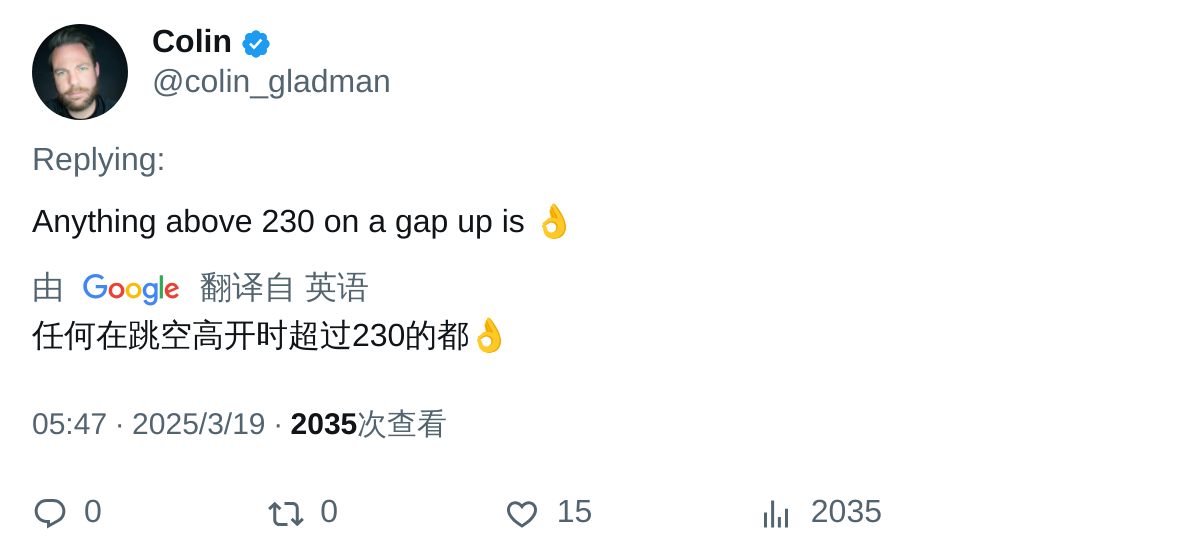 Colin
@colin_gladman
Replying:
Anything above 230 on a gap up is 👌
由 Google 翻译自 英语
任何在跳空高开时超过230的都👌
05:47 · 2025/3/19 · 2035次查看
0 0 15 2035